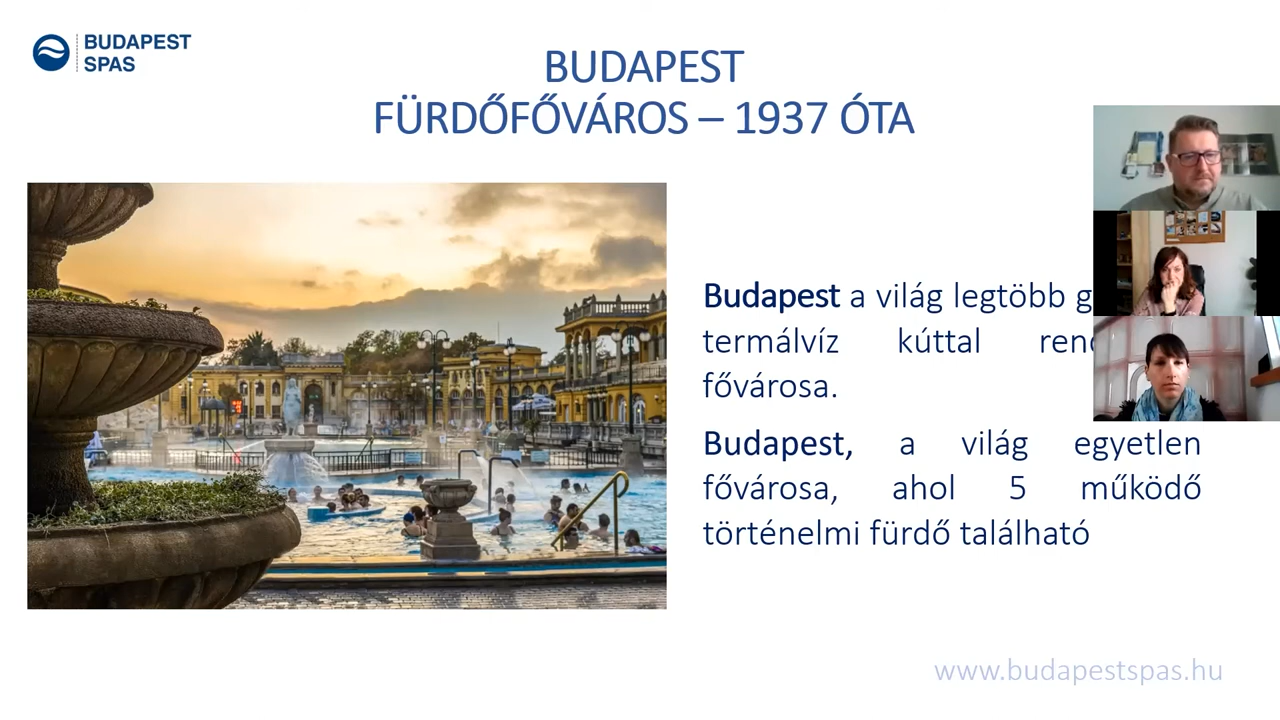 BUDAPEST
SPAS
BUDAPEST
FÜRDŐFŐVÁROS – 1937 ÓTA
Budapest a világ legtöbb
termálvíz kúttal
fővárosa.
Budapest, a világ egyetlen
fővárosa, ahol 5 működő
történelmi fürdő található
www.budapestspas.hu